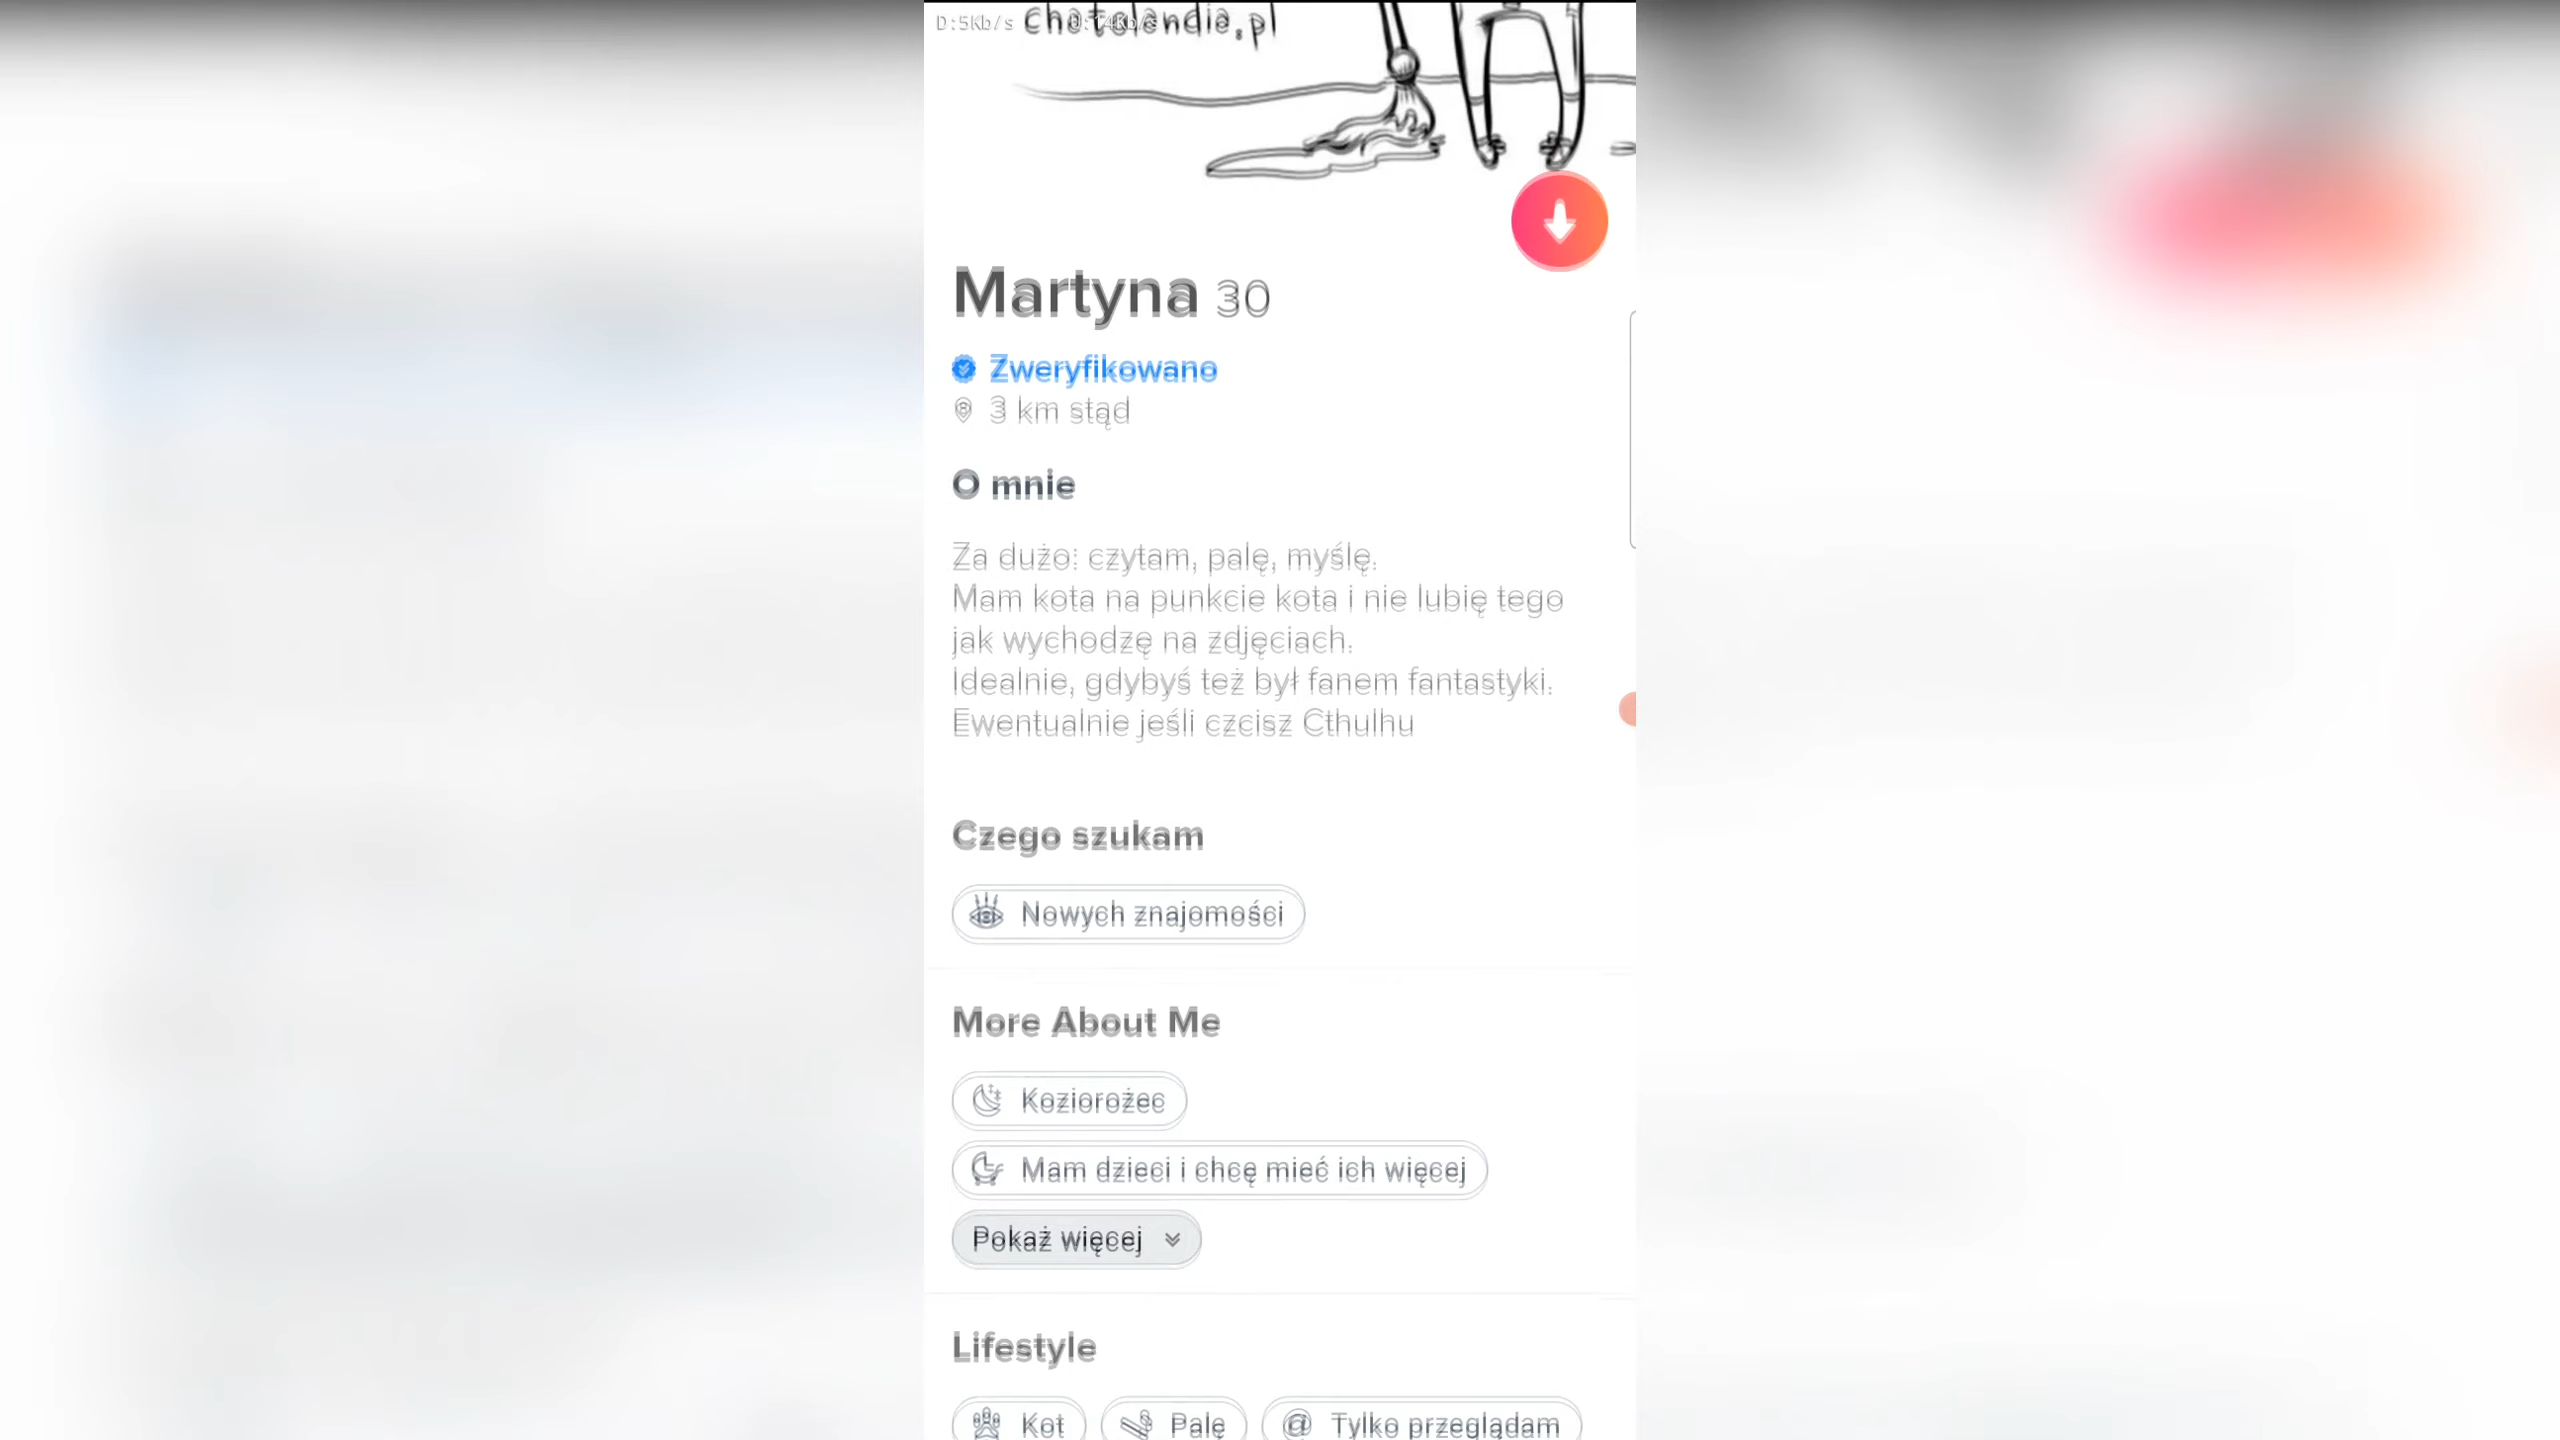 D:5Kb/s
Chatolandia.pl
Martyna 30
Zweryfikowano
3 km stąd
O mnie
Za dużo: czytam, palę, myślę.
Mam kota na punkcie kota i nie lubię tego
jak wychodzę na zdjęciach.
Idealnie, gdybyś też był fanem fantastyki.
Ewentualnie jeśli czcisz Cthulhu
Czego szukam
Nowych znajomości
More About Me
Koziorożec
Mam dzieci i chcę mieć ich więcej
Pokaż więcej
Lifestyle
Kot Palę @ Tylko przeglądam